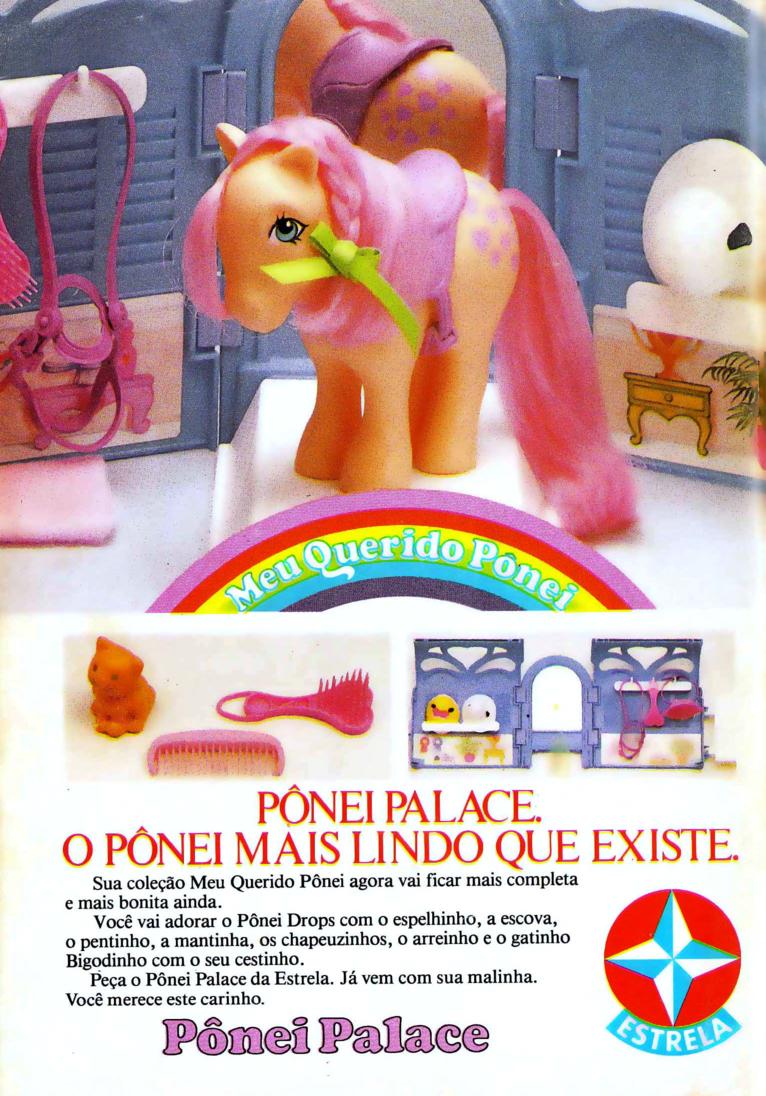 Meu Querido Pônei
PÔNEI PALACE.
O PÔNEI MAIS LINDO QUE EXISTE.
Sua coleção Meu Querido Pônei agora vai ficar mais completa
e mais bonita ainda.
Você vai adorar o Pônei Drops com o espelhinho, a escova,
o pentinho, a mantinha, os chapeuzinhos, o arreinho e o gatinho
Bigodinho com o seu cestinho.
Peça o Pônei Palace da Estrela. Já vem com sua malinha.
Você merece este carinho.
Pônei Palace
ESTRELA